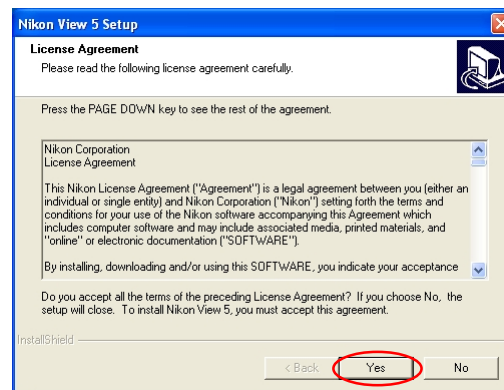 Nikon View 5 Setup
License Agreement
Please read the following license agreement carefully.
Press the PAGE DOWN key to see the rest of the agreement.
Nikon Corporation
License Agreement
This Nikon License Agreement ("Agreement") is a legal agreement between you (either an
individual or single entity) and Nikon Corporation ("Nikon") setting forth the terms and
conditions for your use of the Nikon software accompanying this Agreement which
includes computer software and may include associated media, printed materials, and
"online" or electronic documentation ("SOFTWARE").
By installing, downloading and/or using this SOFTWARE, you indicate your acceptance
Do you accept all the terms of the preceding License Agreement? If you choose No, the
setup will close. To install Nikon View 5, you must accept this agreement.
InstallShield
< Back Yes No